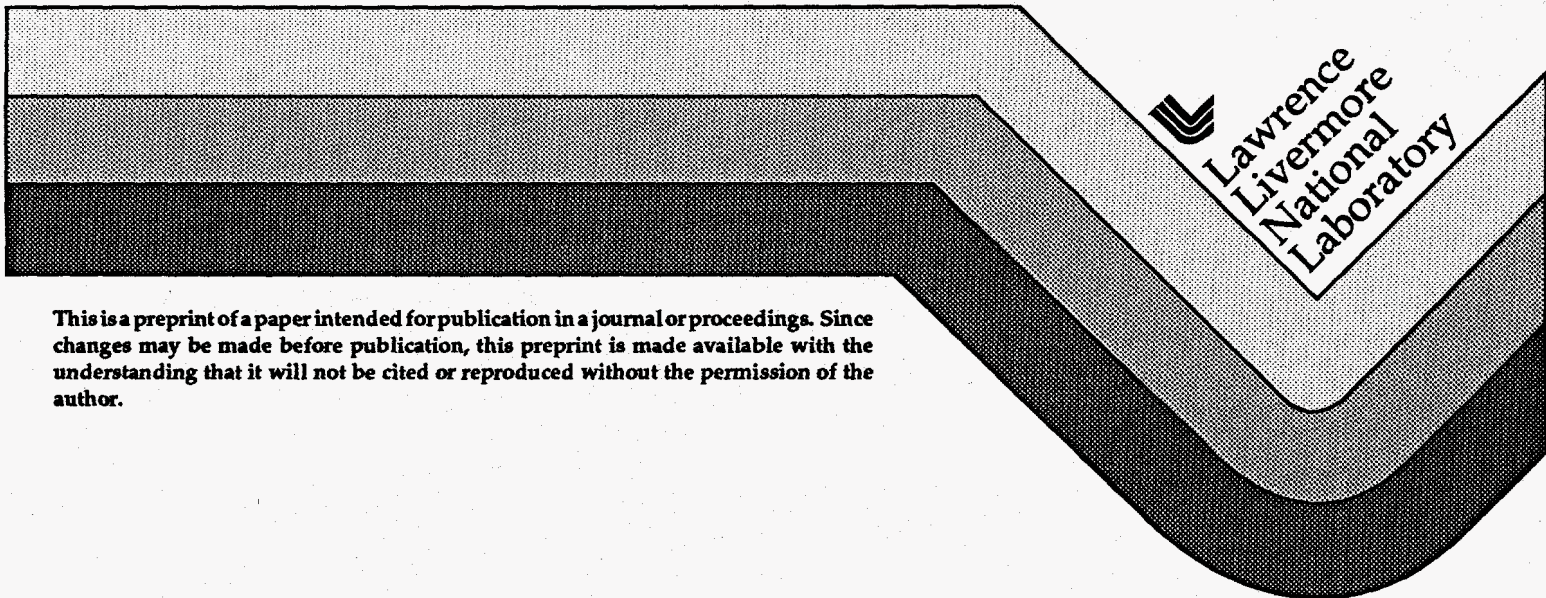 Lawrence
Livermore
National
Laboratory
This is a preprint of a paper intended for publication in a journal or proceedings. Since
changes may be made before publication, this preprint is made available with the
understanding that it will not be cited or reproduced without the permission of the
author.